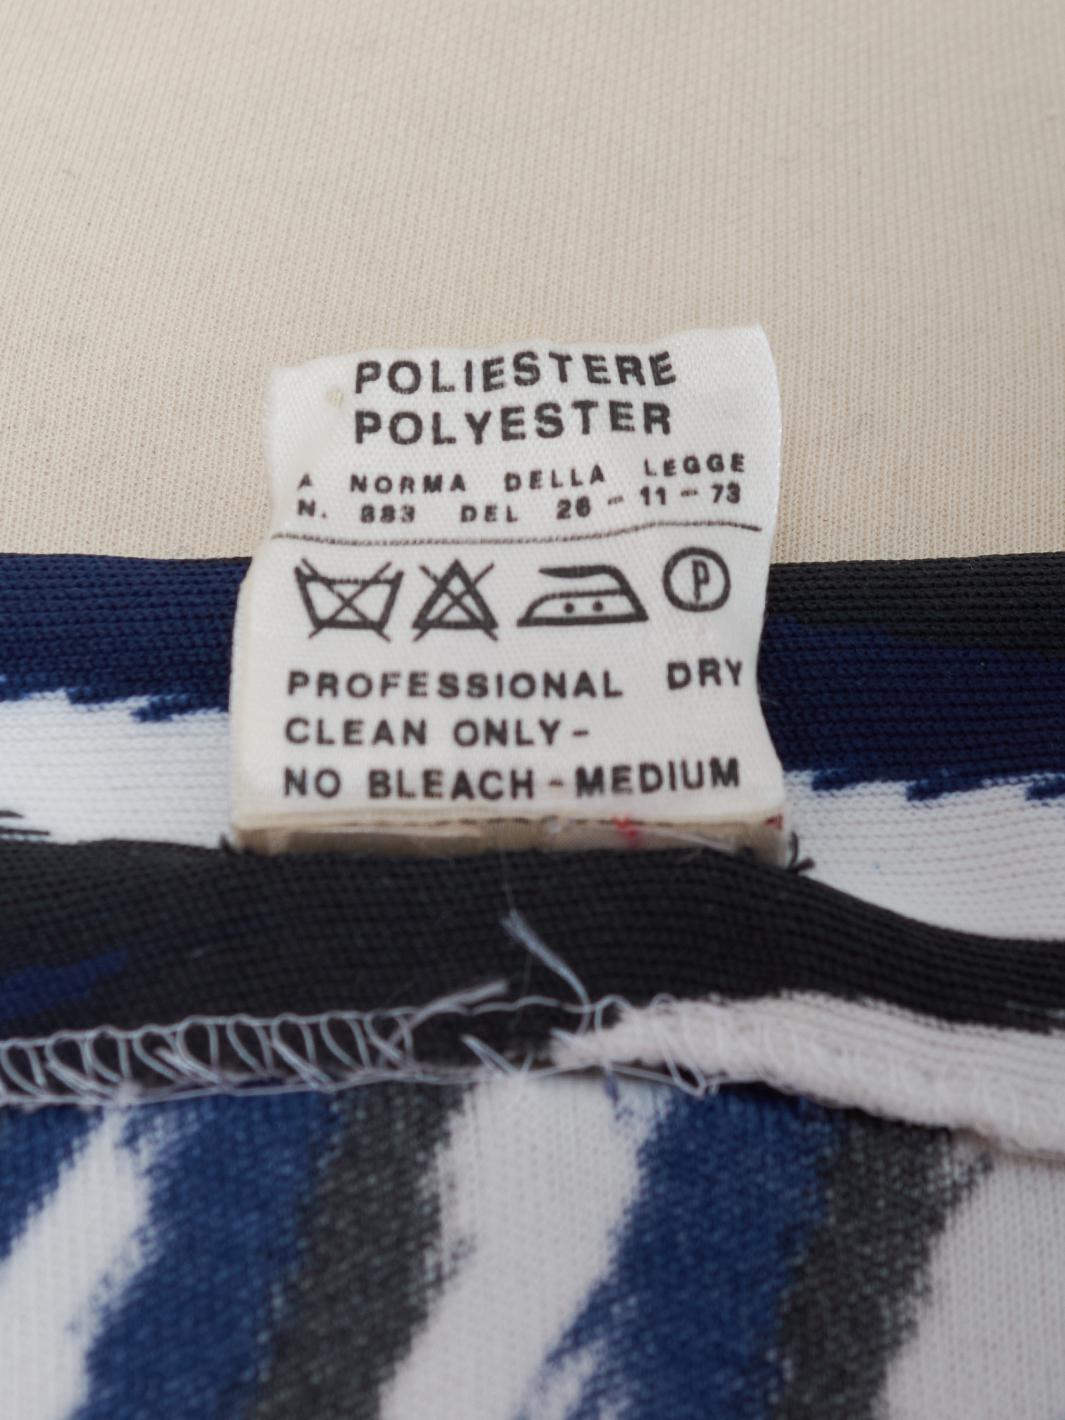 POLIESTERE
POLYESTER
A NORMA DELLA LEGGE
N. 883 DEL 26-11-73
P
PROFESSIONAL DRY
CLEAN ONLY-
NO BLEACH-MEDIUM